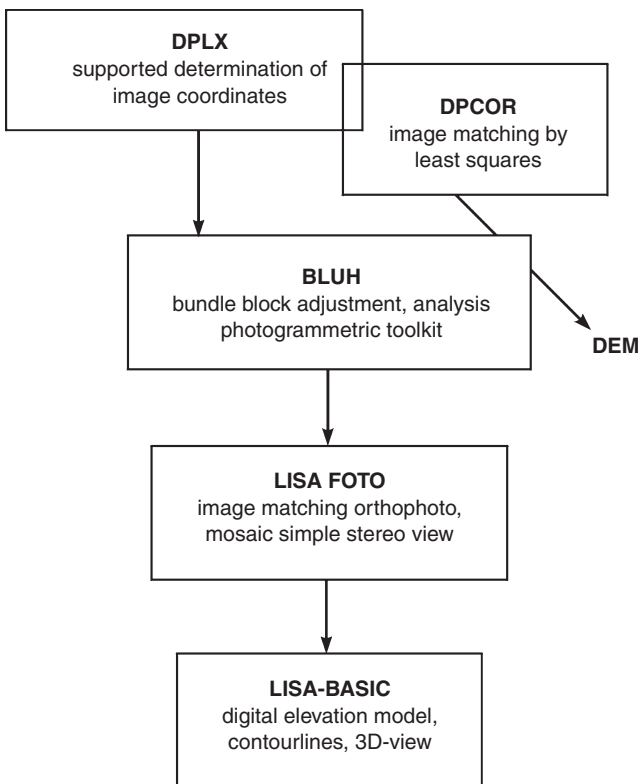 DPLX
supported determination of
image coordinates
DPCOR
image matching by
least squares
BLUH
bundle block adjustment, analysis
photogrammetric toolkit
DEM
LISA FOTO
image matching orthophoto,
mosaic simple stereo view
LISA-BASIC
digital elevation model,
contourlines, 3D-view